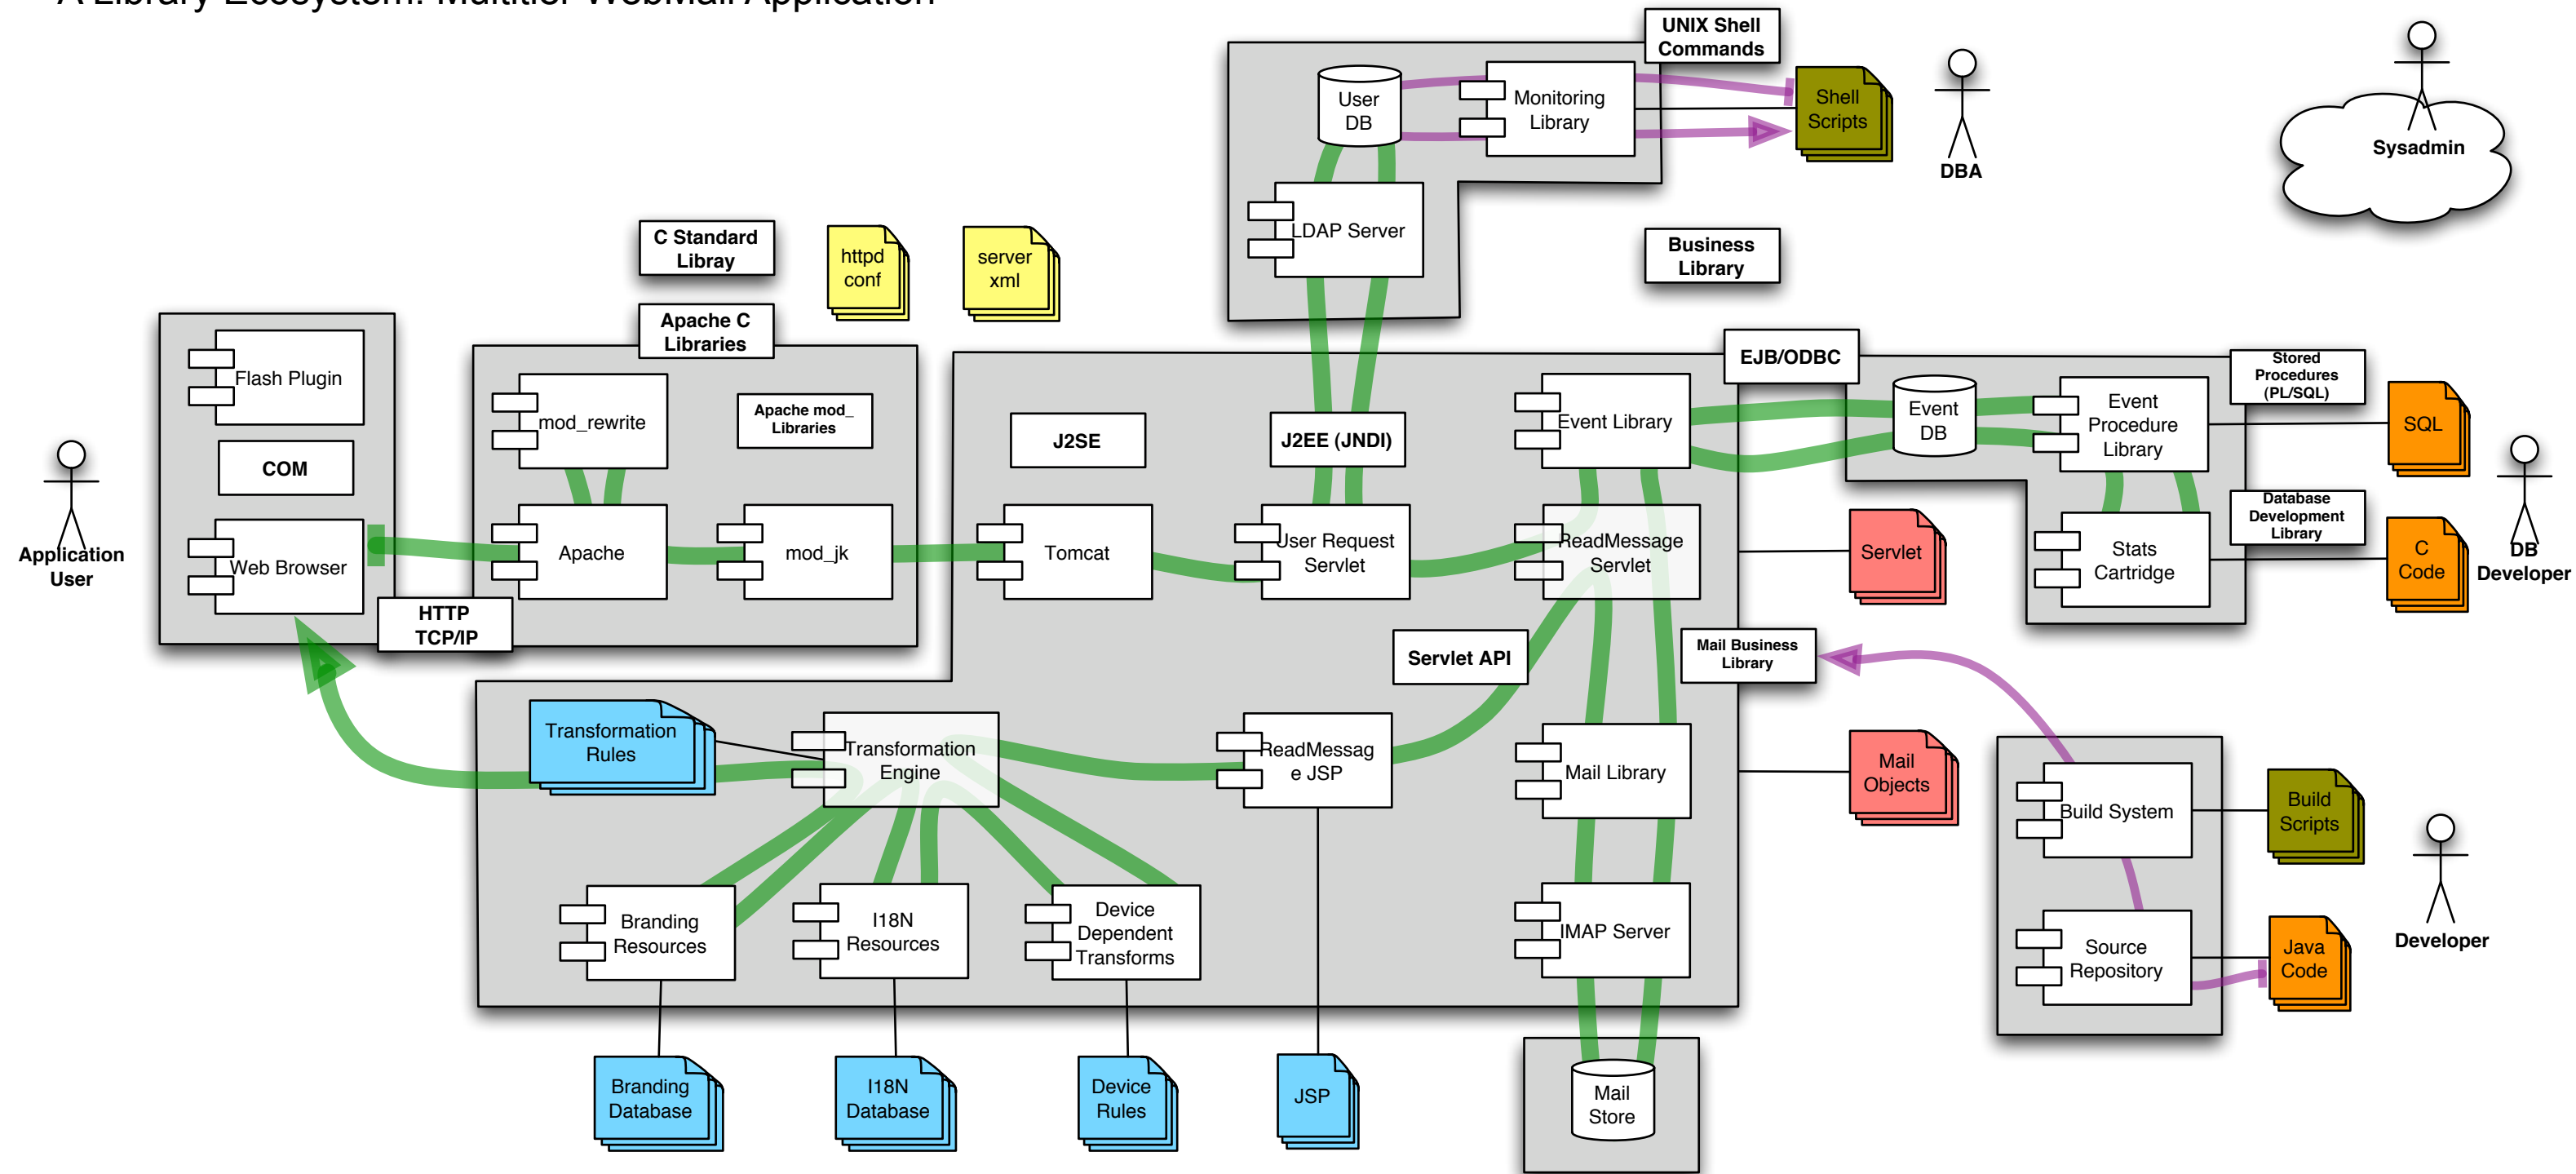 A Library Ecosystem: Multitier WebMail Application
UNIX Shell
Commands
User
DB
Monitoring
Library
Shell
Scripts
DBA
Sysadmin
LDAP Server
C Standard
Libray
httpd
conf
server
xml
Business
Library
Apache C
Libraries
EJB/ODBC
Stored
Procedures
(PL/SQL)
Flash Plugin
mod_rewrite
Apache mod_
Libraries
J2SE
J2EE (JNDI)
Event Library
Event
DB
Event
Procedure
Library
SQL
COM
Application
User
Web Browser
Apache
mod_jk
Tomcat
User Request
Servlet
ReadMessage
Servlet
Servlet
Database
Development
Library
Stats
Cartridge
C
Code
DB
Developer
HTTP
TCP/IP
Servlet API
Mail Business
Library
Transformation
Rules
Transformation
Engine
ReadMessag
e JSP
Mail Library
Mail
Objects
Build System
Build
Scripts
Branding
Resources
I18N
Resources
Device
Dependent
Transforms
IMAP Server
Source
Repository
Java
Code
Developer
Branding
Database
I18N
Database
Device
Rules
JSP
Mail
Store